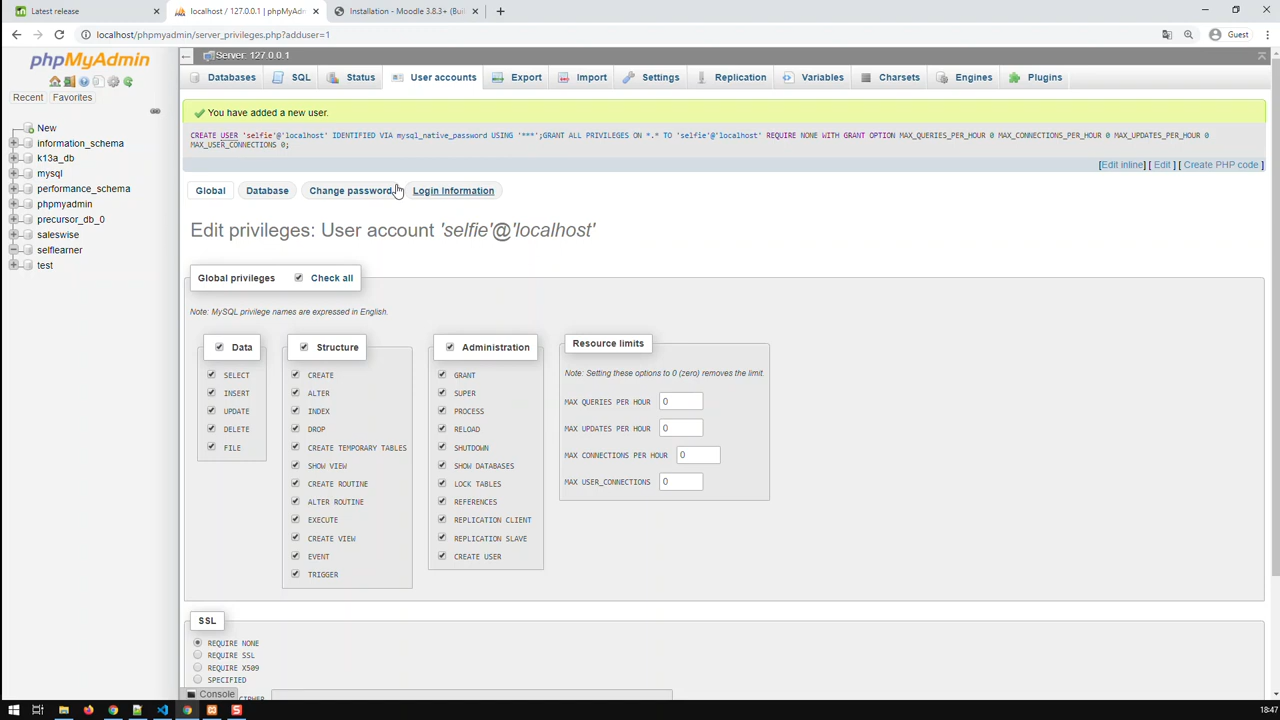 Latest release
localhost / 127.0.0.1 | phpMyAdm
Installation - Moodle 3.8.3+ (Buil
Guest
localhost/phpmyadmin/server_privileges.php?adduser=1
phpMyAdmin
Recent
Favorites
New
information_schema
k13a_db
mysql
performance_schema
phpmyadmin
precursor_db_0
saleswise
selflearner
test
Server: 127.0.0.1
Databases
SQL
Status
User accounts
Export
Import
Settings
Replication
Variables
Charsets
Engines
Plugins
You have added a new user.
CREATE USER 'selfie'@'localhost' IDENTIFIED VIA mysql_native_password USING '***';GRANT ALL PRIVILEGES ON *.* TO 'selfie'@'localhost' REQUIRE NONE WITH GRANT OPTION MAX_QUERIES_PER_HOUR 0 MAX_CONNECTIONS_PER_HOUR 0 MAX_UPDATES_PER_HOUR 0
MAX_USER_CONNECTIONS 0;
[Edit inline] [ Edit ] [ Create PHP code ]
Global
Database
Change password
Login Information
Edit privileges: User account 'selfie'@'localhost'
Global privileges
Check all
Note: MySQL privilege names are expressed in English.
Data
SELECT
INSERT
UPDATE
DELETE
FILE
Structure
CREATE
ALTER
INDEX
DROP
CREATE TEMPORARY TABLES
SHOW VIEW
CREATE ROUTINE
ALTER ROUTINE
EXECUTE
CREATE VIEW
EVENT
TRIGGER
Administration
GRANT
SUPER
PROCESS
RELOAD
SHUTDOWN
SHOW DATABASES
LOCK TABLES
REFERENCES
REPLICATION CLIENT
REPLICATION SLAVE
CREATE USER
Resource limits
Note: Setting these options to 0 (zero) removes the limit.
MAX QUERIES PER HOUR 0
MAX UPDATES PER HOUR 0
MAX CONNECTIONS PER HOUR 0
MAX USER_CONNECTIONS 0
SSL
REQUIRE NONE
REQUIRE SSL
REQUIRE X509
SPECIFIED
Console
18:47